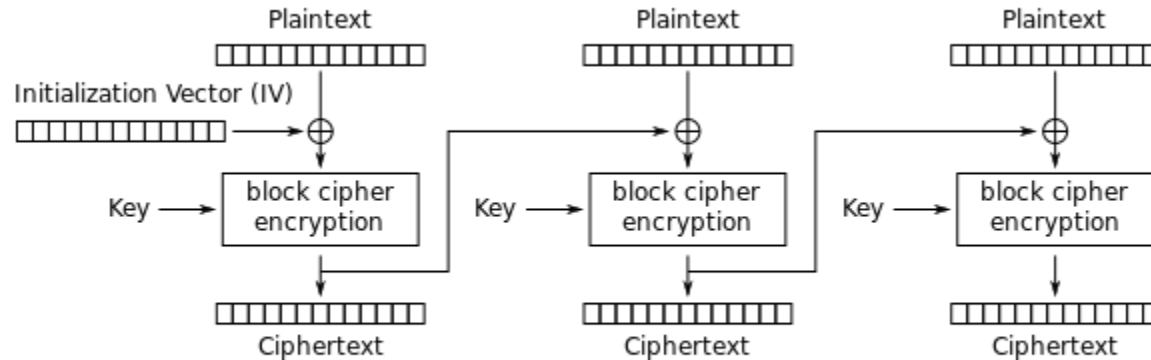 Plaintext
Plaintext
Plaintext
Initialization Vector (IV)
Key
block cipher
encryption
Key
block cipher
encryption
Key
block cipher
encryption
Ciphertext
Ciphertext
Ciphertext